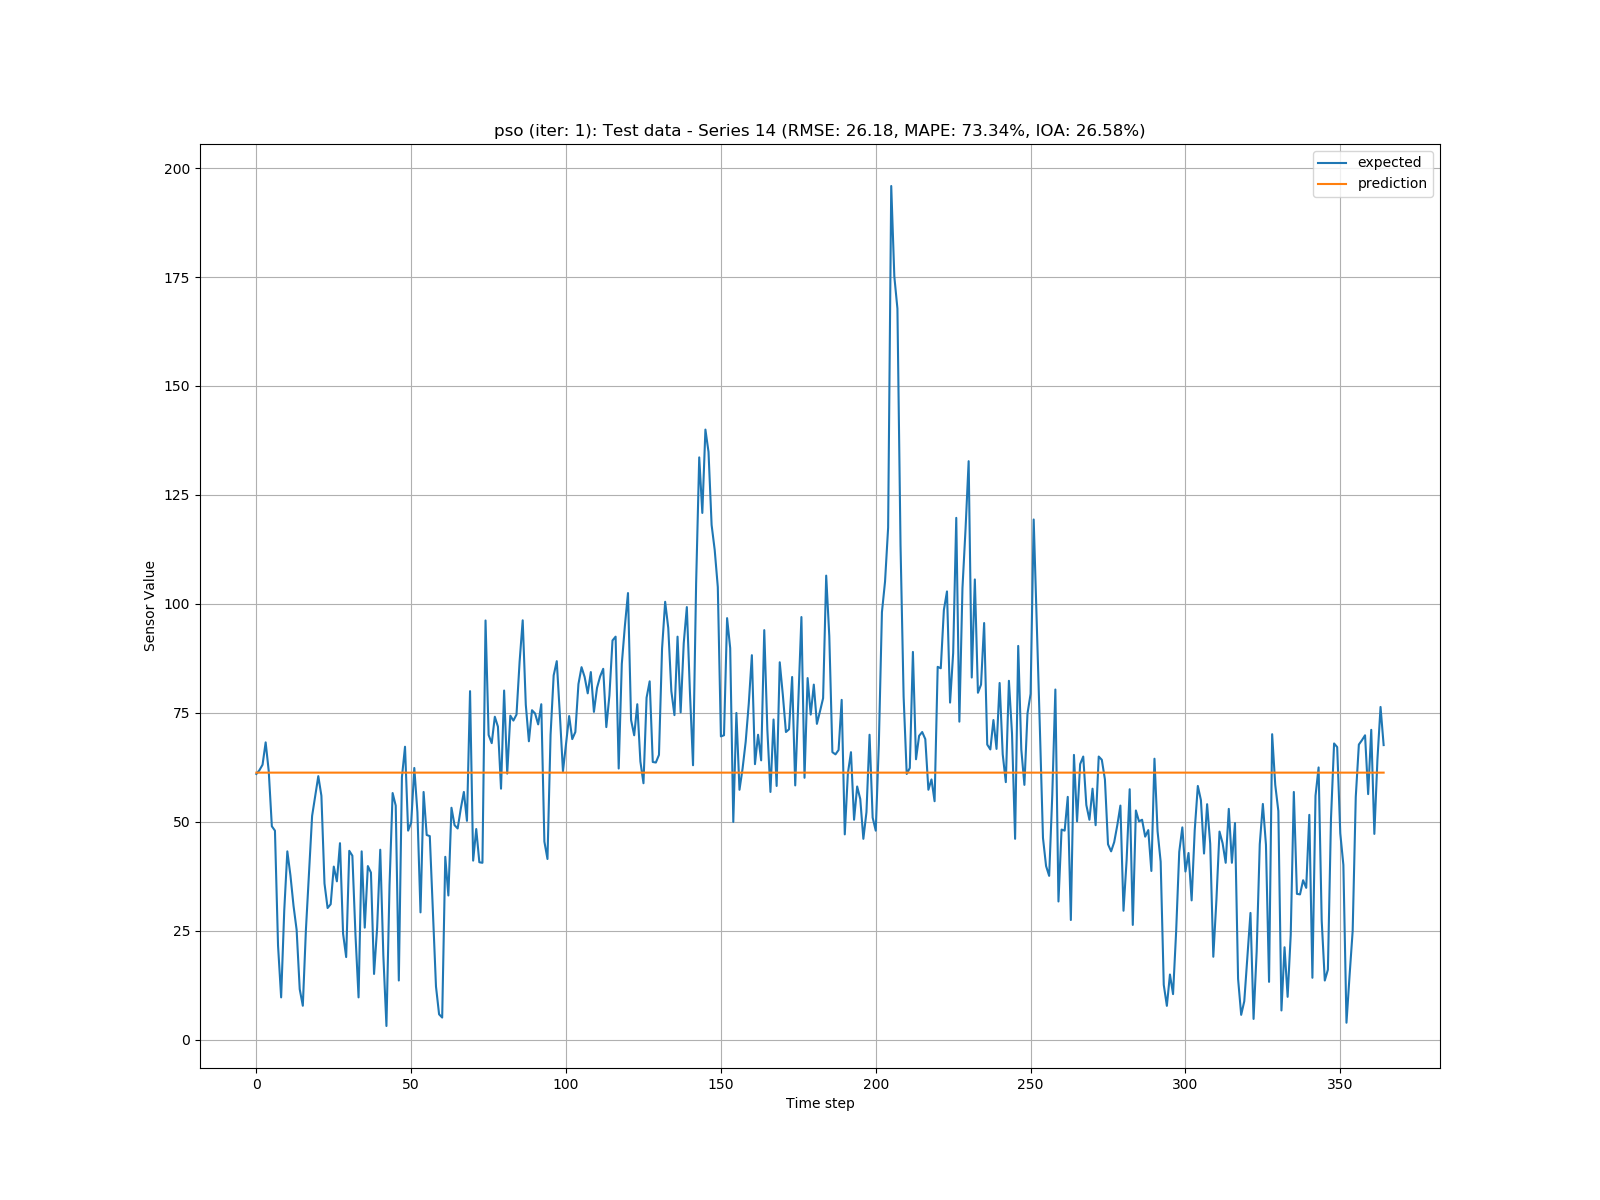 pso (iter: 1): Test data - Series 14 (RMSE: 26.18, MAPE: 73.34%, IOA: 26.58%)
expected
prediction
200
175
150
125
100
75
50
25
0
Sensor Value
0 50 100 150 200 250 300 350
Time step